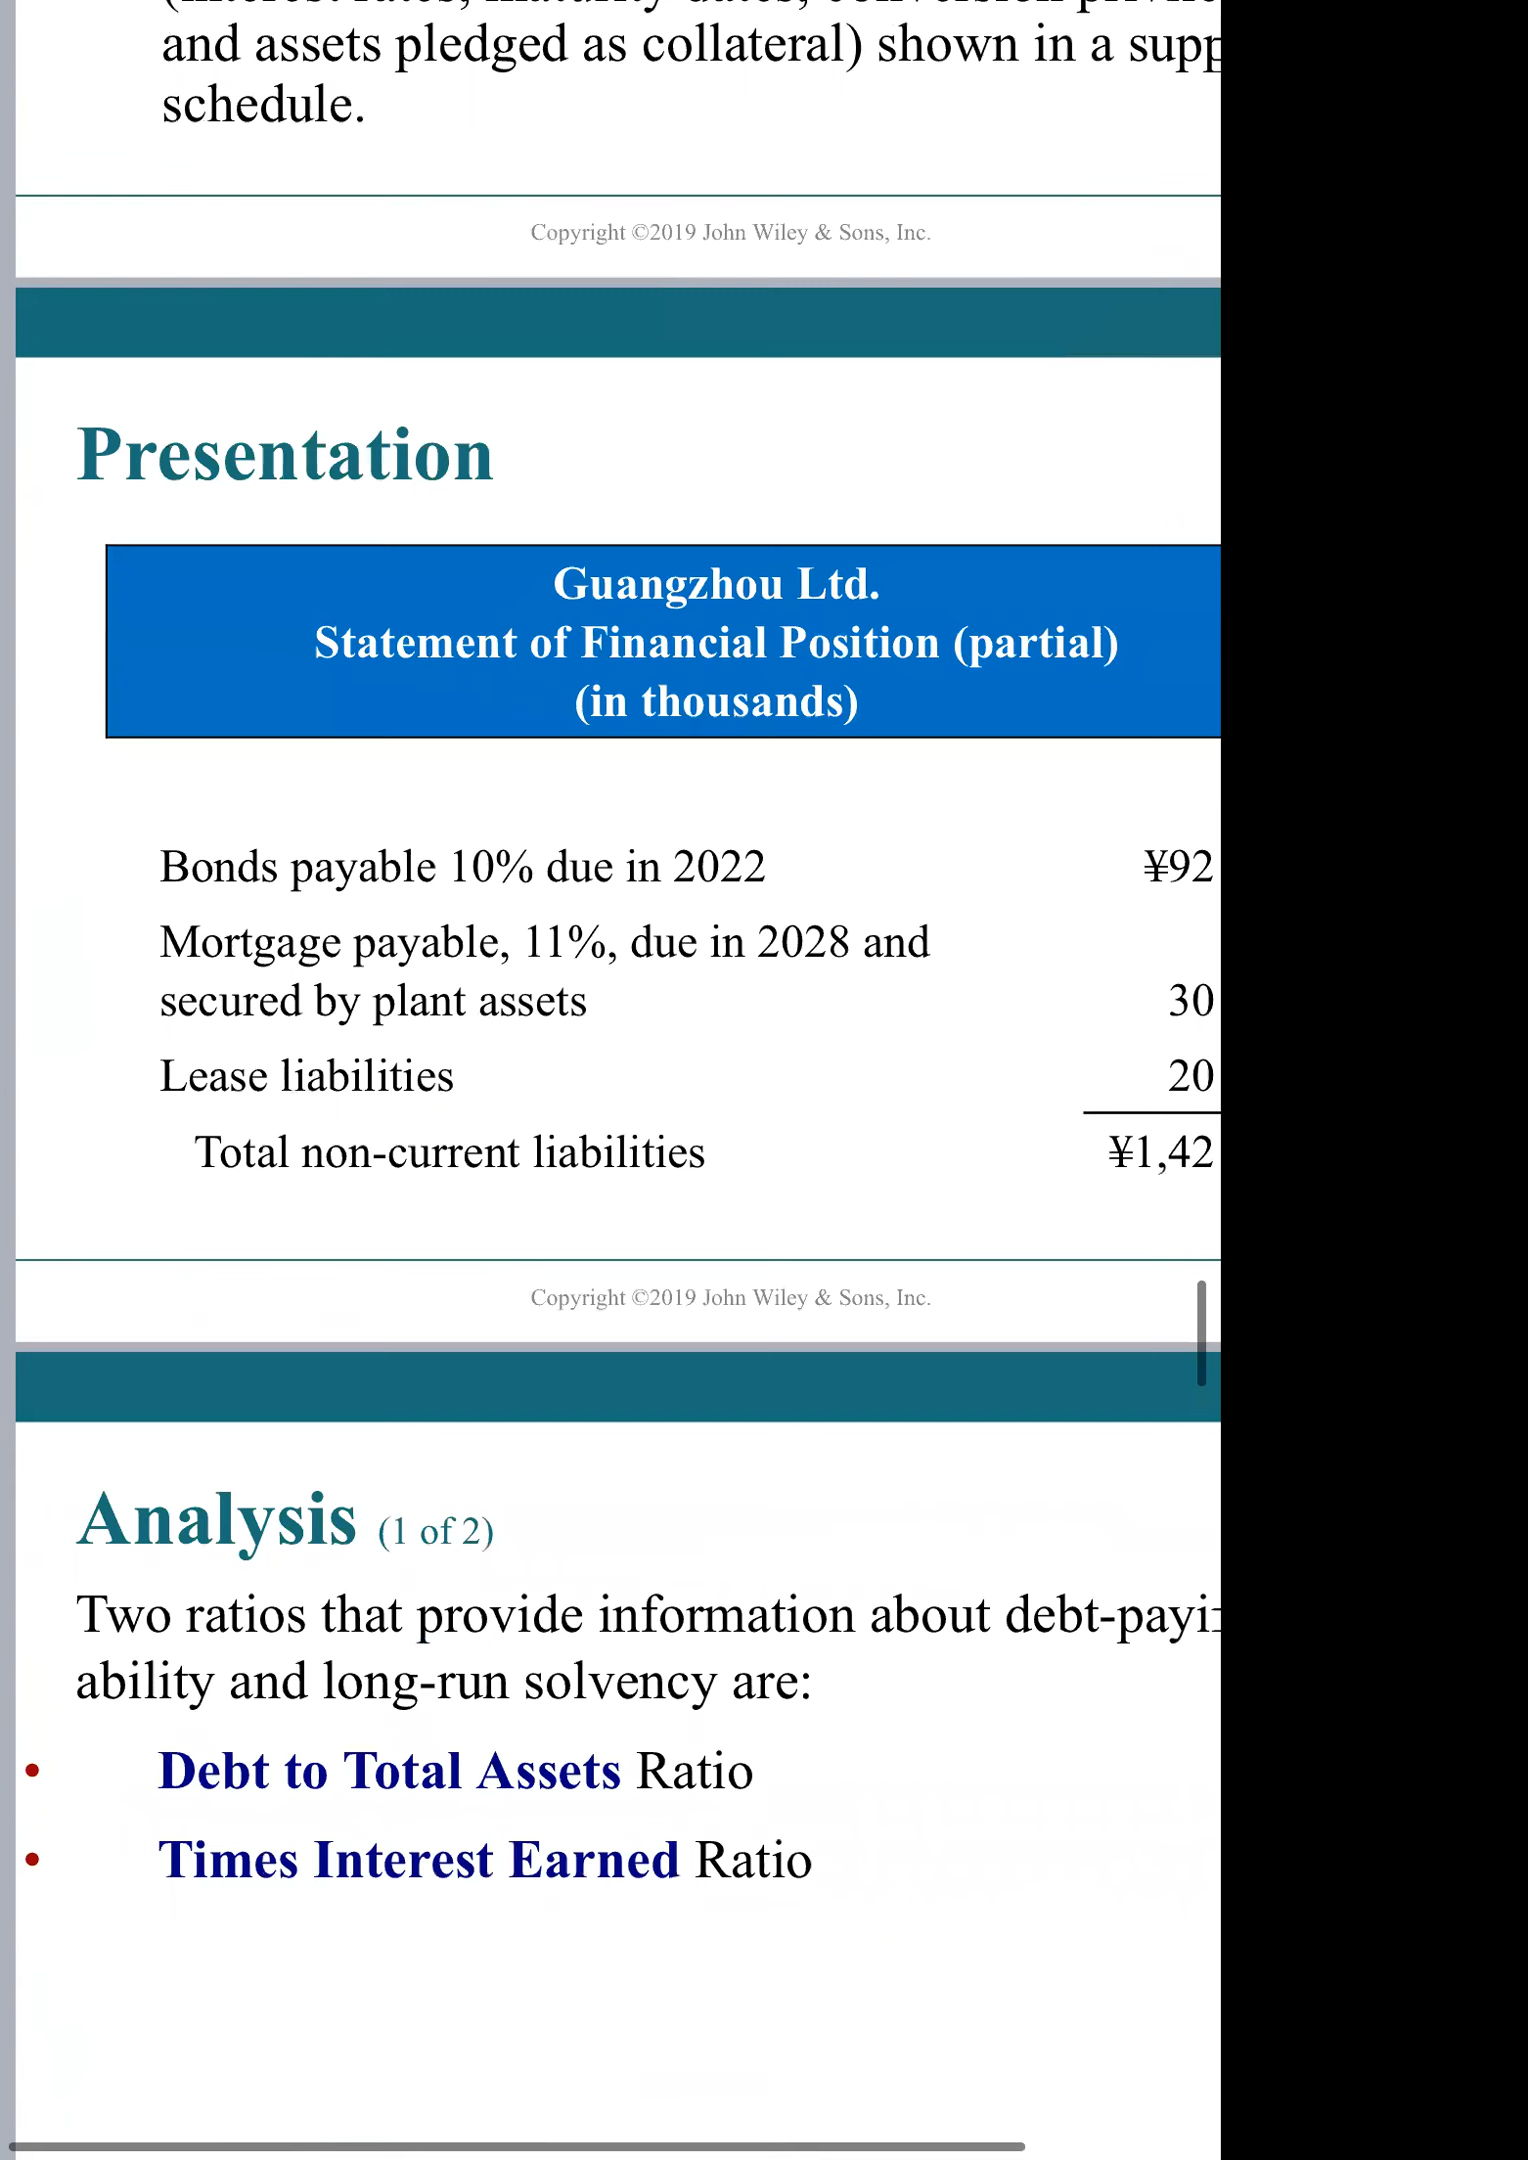 and assets pledged as collateral) shown in a supp
schedule.
Copyright ©2019 John Wiley & Sons, Inc.
Presentation
Guangzhou Ltd.
Statement of Financial Position (partial)
(in thousands)
Bonds payable 10% due in 2022 ¥92
Mortgage payable, 11%, due in 2028 and
secured by plant assets 30
Lease liabilities 20
Total non-current liabilities ¥1,42
Copyright ©2019 John Wiley & Sons, Inc.
Analysis (1 of 2)
Two ratios that provide information about debt-payi
ability and long-run solvency are:
• Debt to Total Assets Ratio
• Times Interest Earned Ratio